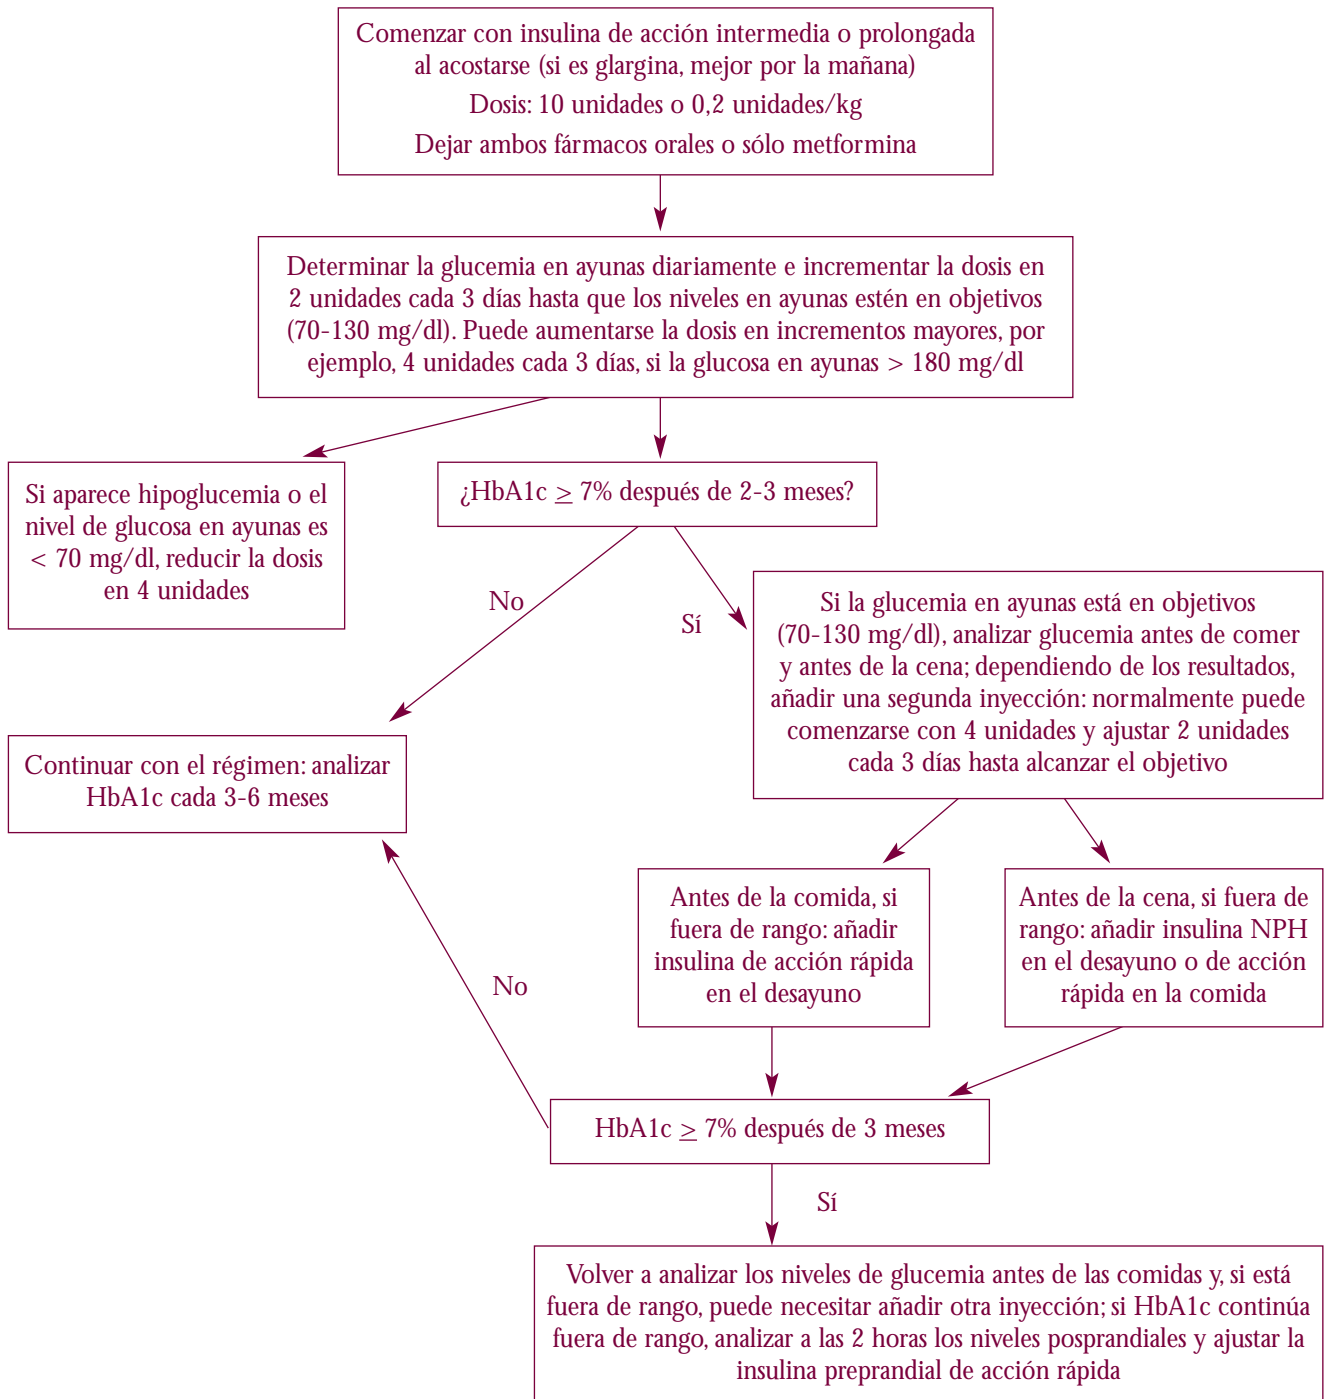 Comenzar con insulina de acción intermedia o prolongada
al acostarse (si es glargina, mejor por la mañana)
Dosis: 10 unidades o 0,2 unidades/kg
Dejar ambos fármacos orales o sólo metformina
Determinar la glucemia en ayunas diariamente e incrementar la dosis en
2 unidades cada 3 días hasta que los niveles en ayunas estén en objetivos
(70-130 mg/dl). Puede aumentarse la dosis en incrementos mayores, por
ejemplo, 4 unidades cada 3 días, si la glucosa en ayunas > 180 mg/dl
Si aparece hipoglucemia o el
nivel de glucosa en ayunas es
< 70 mg/dl, reducir la dosis
en 4 unidades
¿HbA1c ≥ 7% después de 2-3 meses?
No
Sí
Si la glucemia en ayunas está en objetivos
(70-130 mg/dl), analizar glucemia antes de comer
y antes de la cena; dependiendo de los resultados,
añadir una segunda inyección: normalmente puede
comenzarse con 4 unidades y ajustar 2 unidades
cada 3 días hasta alcanzar el objetivo
Continuar con el régimen: analizar
HbA1c cada 3-6 meses
Antes de la comida, si
fuera de rango: añadir
insulina de acción rápida
en el desayuno
Antes de la cena, si fuera de
rango: añadir insulina NPH
en el desayuno o de acción
rápida en la comida
No
HbA1c ≥ 7% después de 3 meses
Sí
Volver a analizar los niveles de glucemia antes de las comidas y, si está
fuera de rango, puede necesitar añadir otra inyección; si HbA1c continúa
fuera de rango, analizar a las 2 horas los niveles posprandiales y ajustar la
insulina preprandial de acción rápida